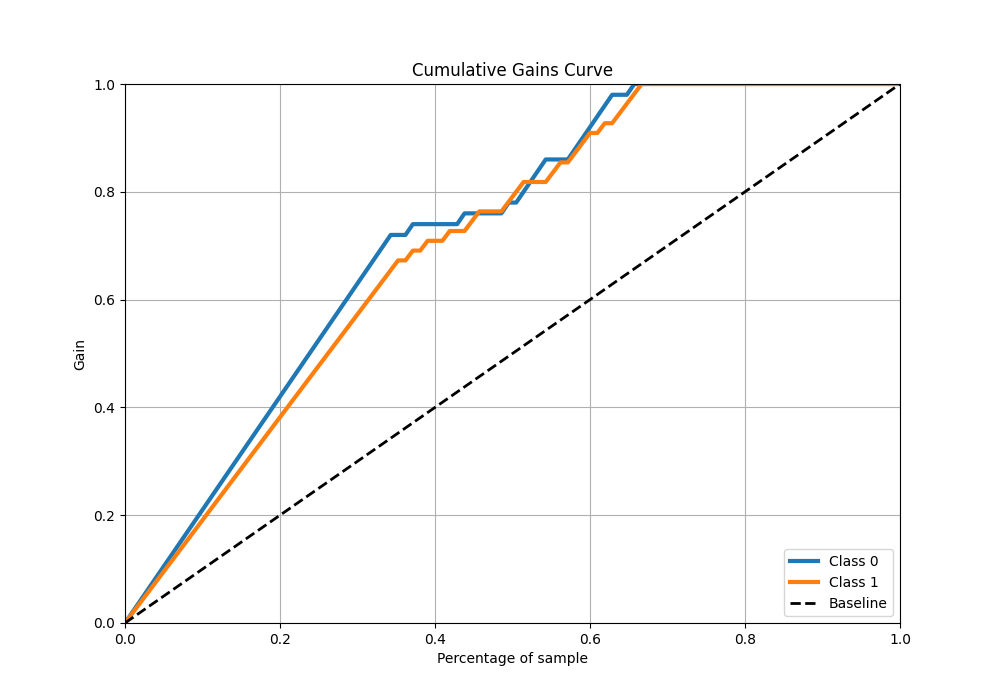 Cumulative Gains Curve
1.0
0.8
0.6
0.4
0.2
0.0
Gain
0.0 0.2 0.4 0.6 0.8 1.0
Percentage of sample
Class 0
Class 1
Baseline